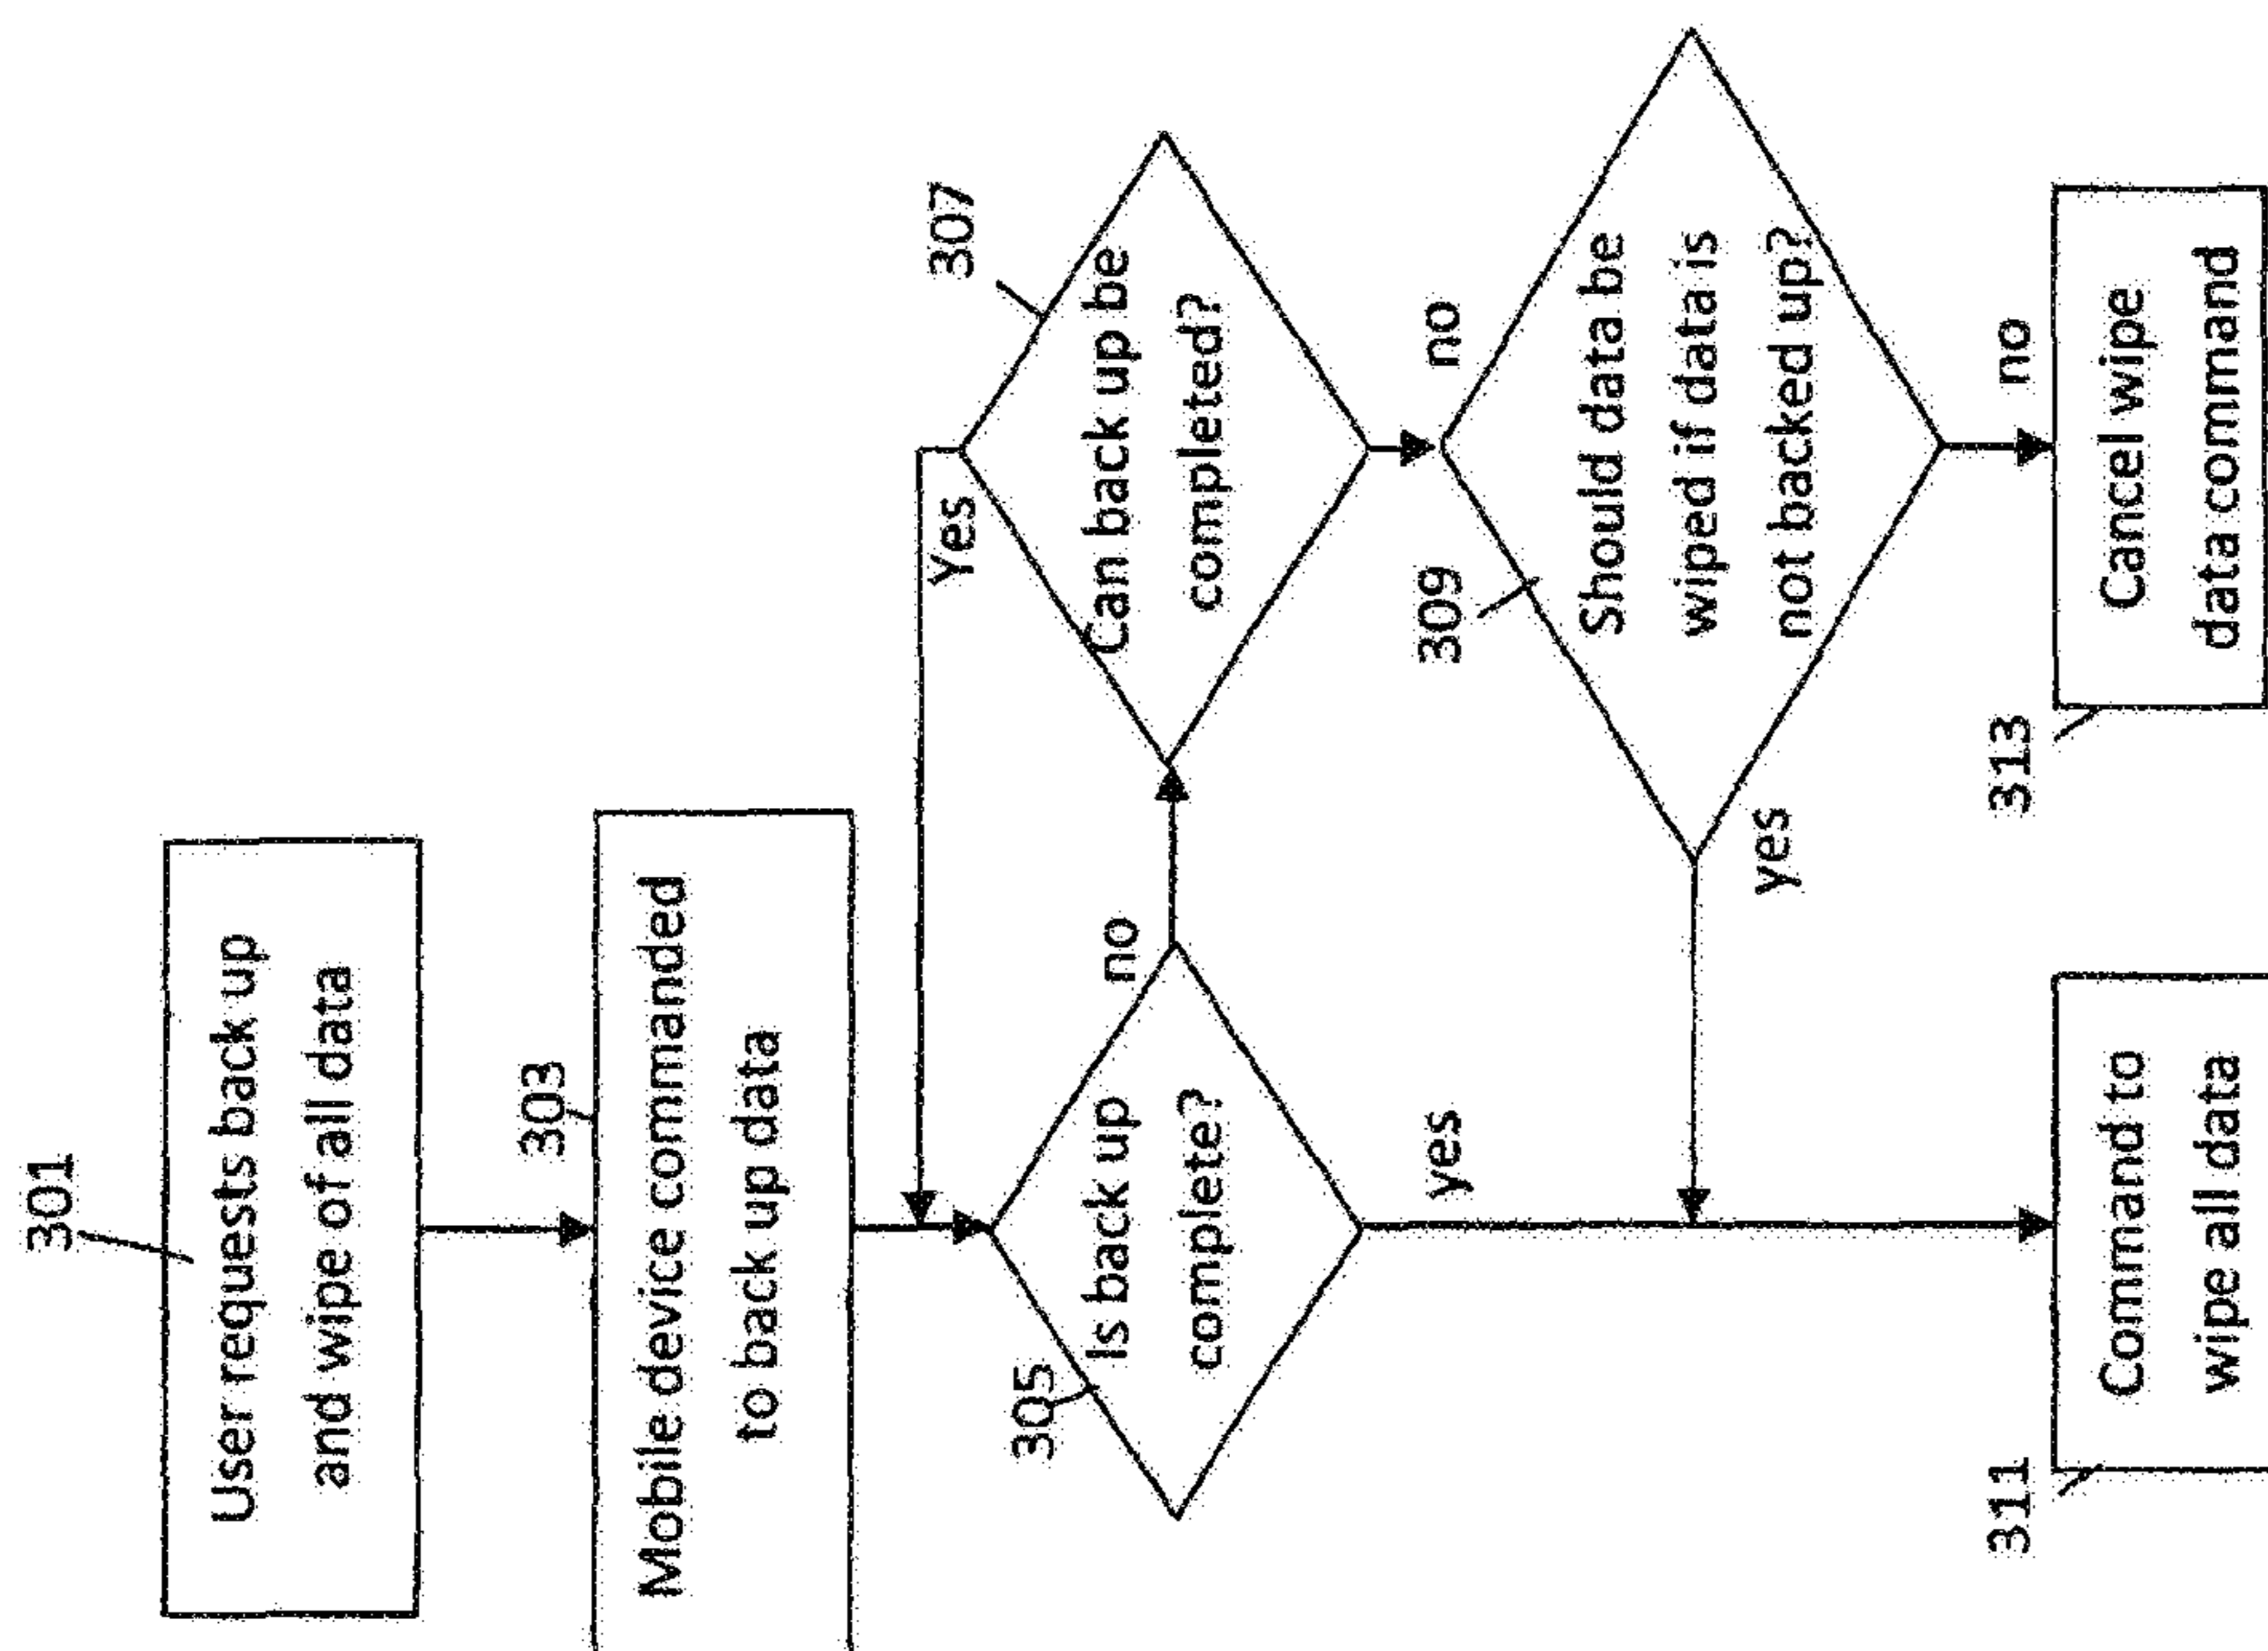 301
User requests back up
and wipe of all data
303
Mobile device commanded
to back up data
305
Is back up
complete?
no
yes
307
Can back up be
completed?
Yes
no
309
Should data be
wiped if data is
not backed up?
yes
no
311
Command to
wipe all data
313
Cancel wipe
data command